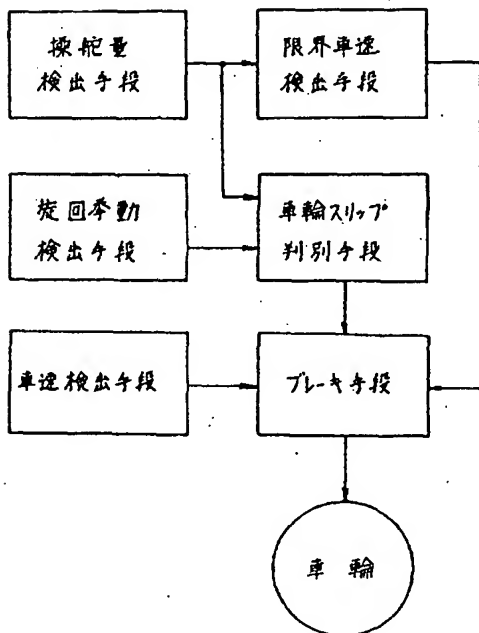 操舵量
検出手段
限界車速
検出手段
旋回挙動
検出手段
車輪スリップ
判別手段
車速検出手段
ブレーキ手段
車輪